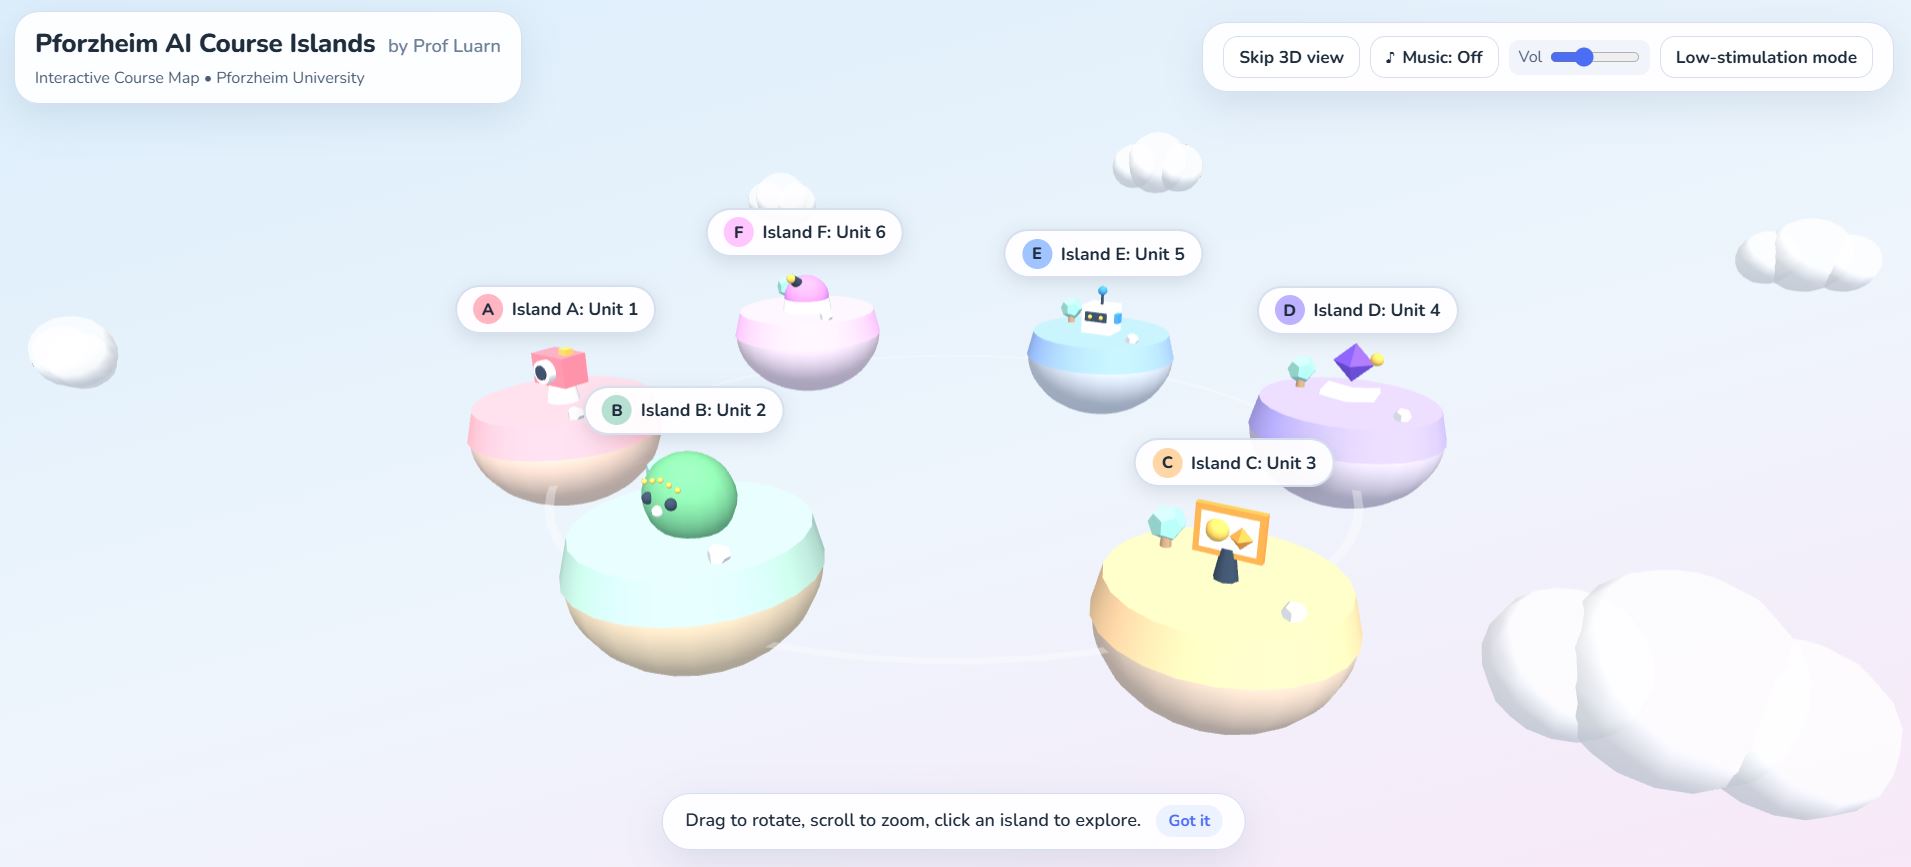 Pforzheim AI Course Islands by Prof Luarn
Interactive Course Map • Pforzheim University
Skip 3D view
♪ Music: Off
Vol
Low-stimulation mode
F Island F: Unit 6
E Island E: Unit 5
A Island A: Unit 1
D Island D: Unit 4
B Island B: Unit 2
C Island C: Unit 3
Drag to rotate, scroll to zoom, click an island to explore. Got it